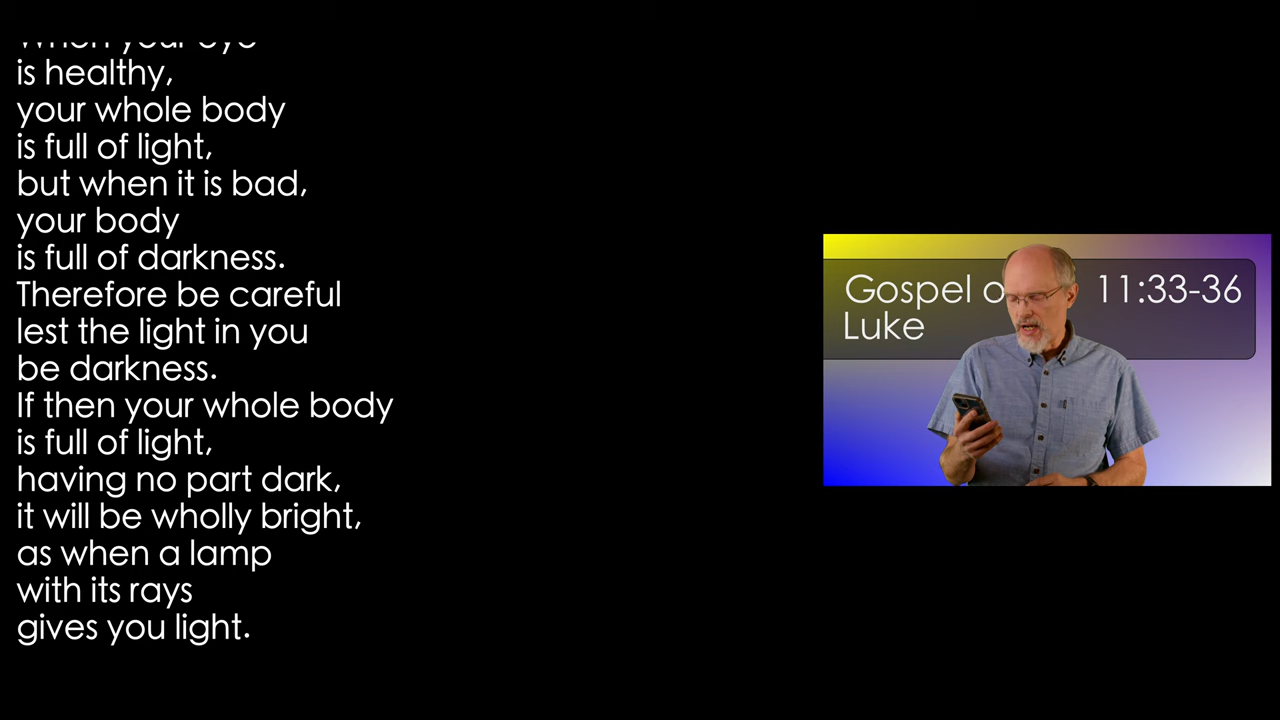 When your eye
is healthy,
your whole body
is full of light,
but when it is bad,
your body
is full of darkness.
Therefore be careful
lest the light in you
be darkness.
If then your whole body
is full of light,
having no part dark,
it will be wholly bright,
as when a lamp
with its rays
gives you light.
Gospel o 11:33-36
Luke